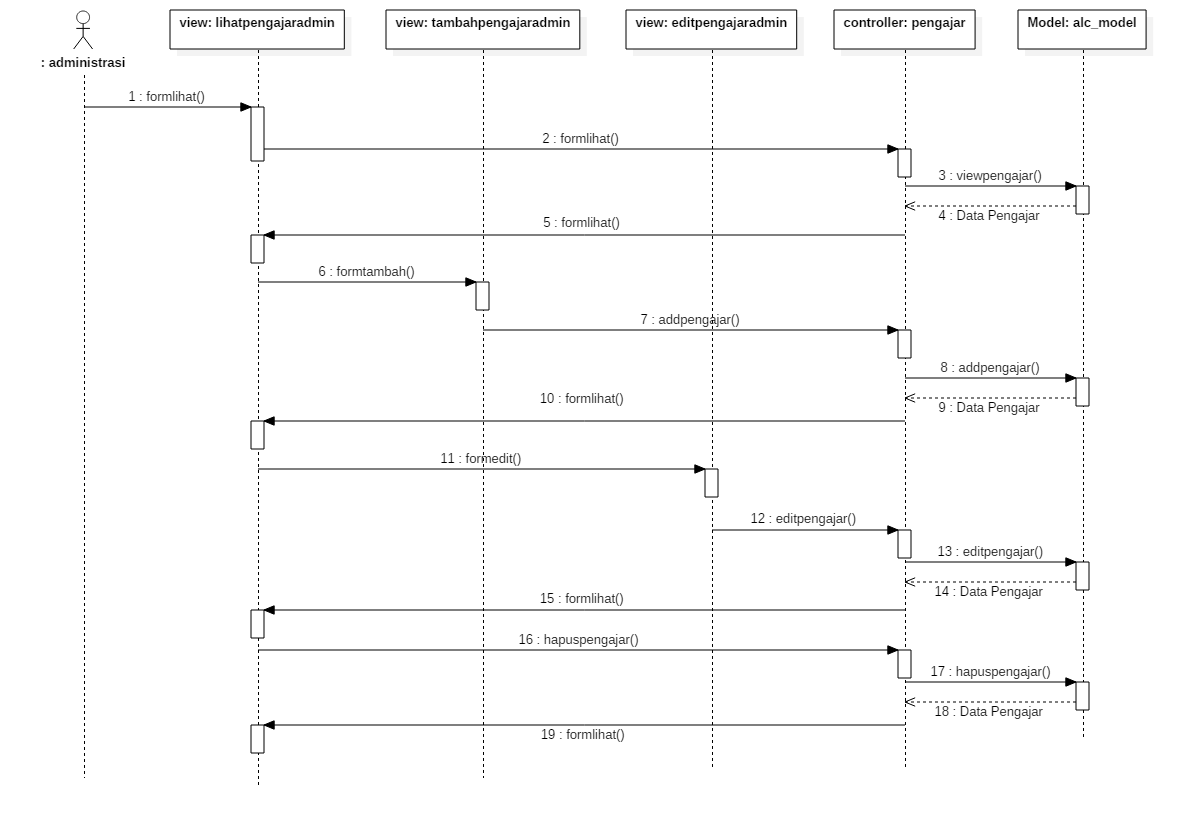 : administrasi
view: lihatpengajaradmin
view: tambahpengajaradmin
view: editpengajaradmin
controller: pengajar
Model: alc_model
1 : formlihat()
2 : formlihat()
3 : viewpengajar()
4 : Data Pengajar
5 : formlihat()
6 : formtambah()
7 : addpengajar()
8 : addpengajar()
9 : Data Pengajar
10 : formlihat()
11 : formedit()
12 : editpengajar()
13 : editpengajar()
14 : Data Pengajar
15 : formlihat()
16 : hapuspengajar()
17 : hapuspengajar()
18 : Data Pengajar
19 : formlihat()